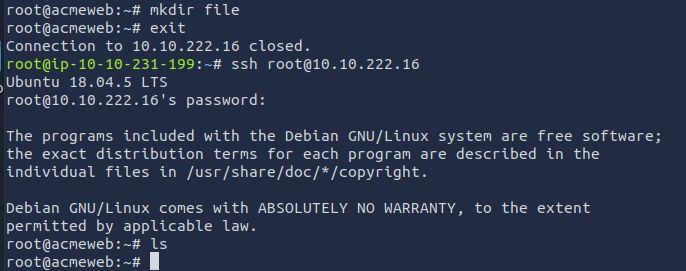 root@acmeweb:~# mkdir file
root@acmeweb:~# exit
Connection to 10.10.222.16 closed.
root@ip-10-10-231-199:~# ssh root@10.10.222.16
Ubuntu 18.04.5 LTS
root@10.10.222.16's password:
The programs included with the Debian GNU/Linux system are free software;
the exact distribution terms for each program are described in the
individual files in /usr/share/doc/*/copyright.
Debian GNU/Linux comes with ABSOLUTELY NO WARRANTY, to the extent
permitted by applicable law.
root@acmeweb:~# ls
root@acmeweb:~#